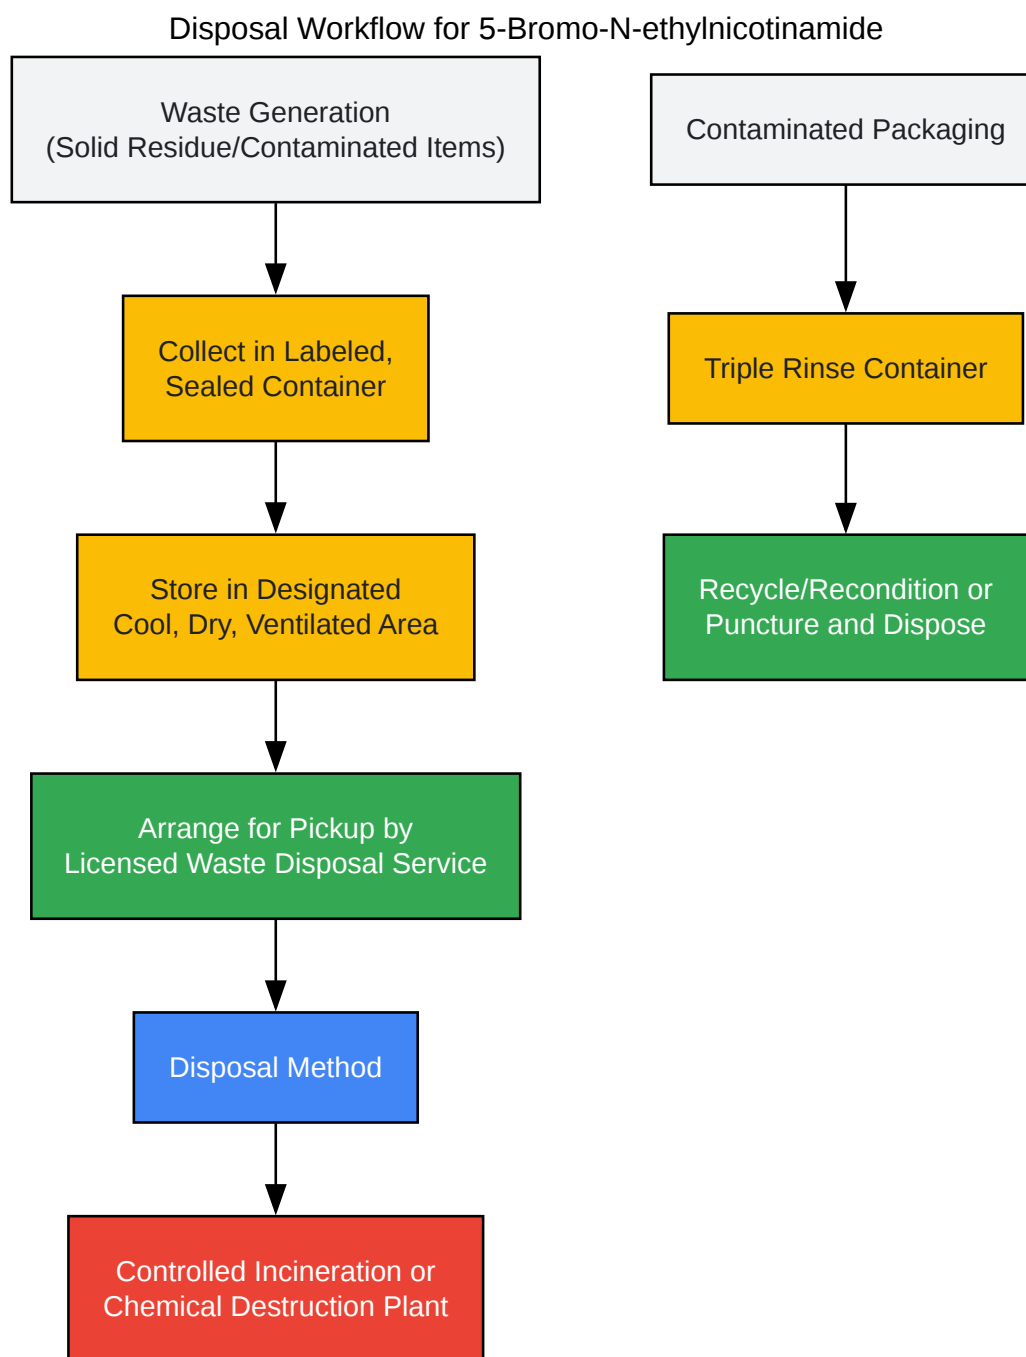 Disposal Workflow for 5-Bromo-N-ethylnicotinamide
Waste Generation
(Solid Residue/Contaminated Items)
Collect in Labeled,
Sealed Container
Store in Designated
Cool, Dry, Ventilated Area
Arrange for Pickup by
Licensed Waste Disposal Service
Disposal Method
Controlled Incineration or
Chemical Destruction Plant
Contaminated Packaging
Triple Rinse Container
Recycle/Recondition or
Puncture and Dispose